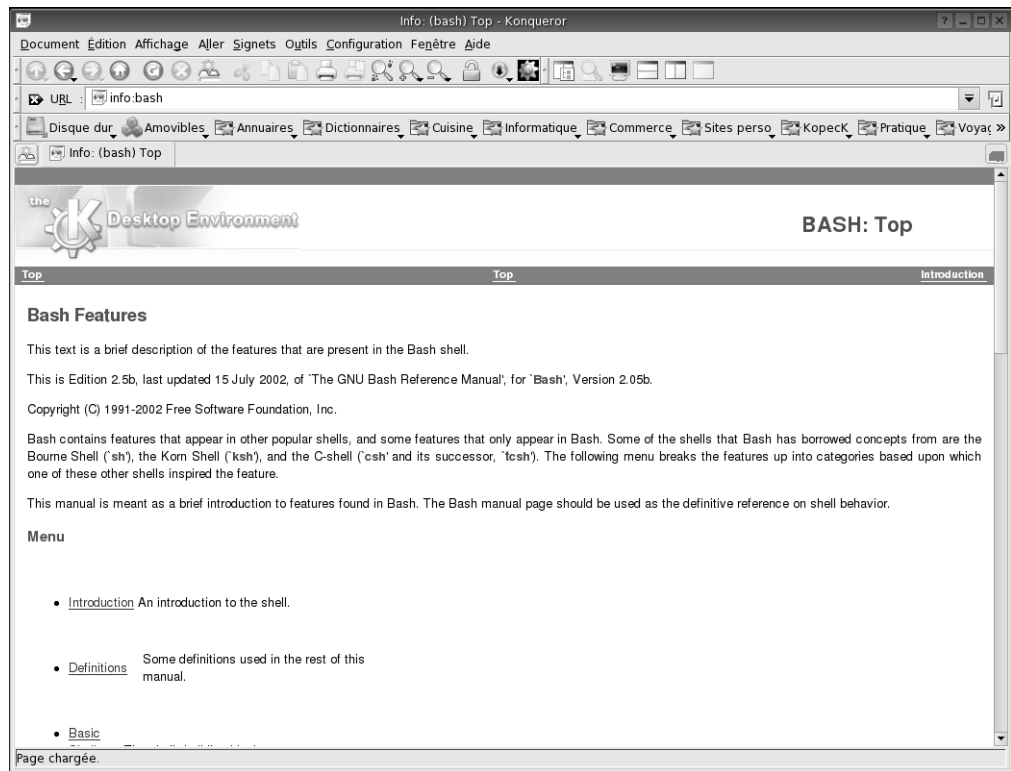 Info: (bash) Top - Konqueror
Document Édition Affichage Aller Signets Outils Configuration Fenêtre Aide
URL : info:bash
Disque dur Amovibles Annuaires Dictionnaires Cuisine Informatique Commerce Sites perso KopecK Pratique Voyag »
Info: (bash) Top
the K Desktop Environment
BASH: Top
Top Top Introduction
Bash Features
This text is a brief description of the features that are present in the Bash shell.
This is Edition 2.5b, last updated 15 July 2002, of `The GNU Bash Reference Manual', for `Bash', Version 2.05b.
Copyright (C) 1991-2002 Free Software Foundation, Inc.
Bash contains features that appear in other popular shells, and some features that only appear in Bash. Some of the shells that Bash has borrowed concepts from are the
Bourne Shell (`sh'), the Korn Shell (`ksh'), and the C-shell (`csh' and its successor, `tcsh'). The following menu breaks the features up into categories based upon which
one of these other shells inspired the feature.
This manual is meant as a brief introduction to features found in Bash. The Bash manual page should be used as the definitive reference on shell behavior.
Menu
• Introduction An introduction to the shell.
• Definitions Some definitions used in the rest of this
manual.
• Basic
Page chargée.